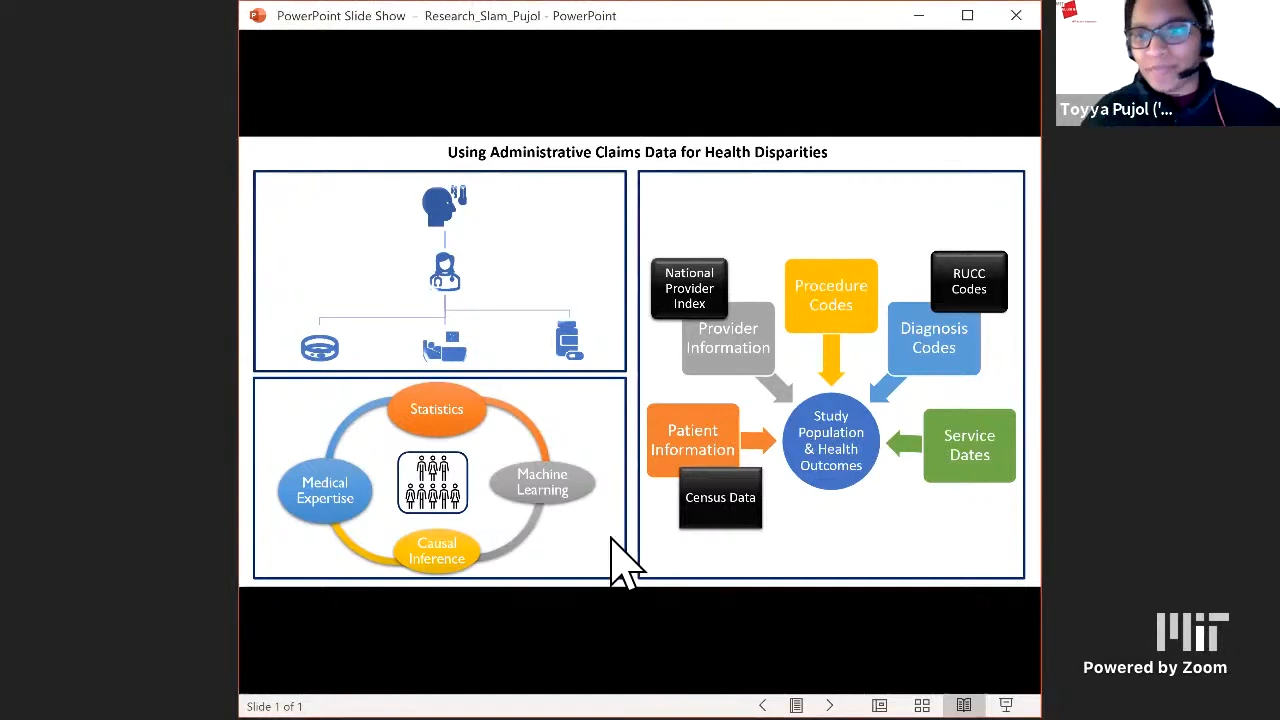 PowerPoint Slide Show – Research_Slam_Pujol - PowerPoint
Toyya Pujol ('...
Using Administrative Claims Data for Health Disparities
Statistics
Medical
Expertise
Machine
Learning
Causal
Inference
National
Provider
Index
Provider
Information
Procedure
Codes
RUCC
Codes
Diagnosis
Codes
Patient
Information
Census Data
Study
Population
& Health
Outcomes
Service
Dates
MIT
Powered by Zoom
Slide 1 of 1